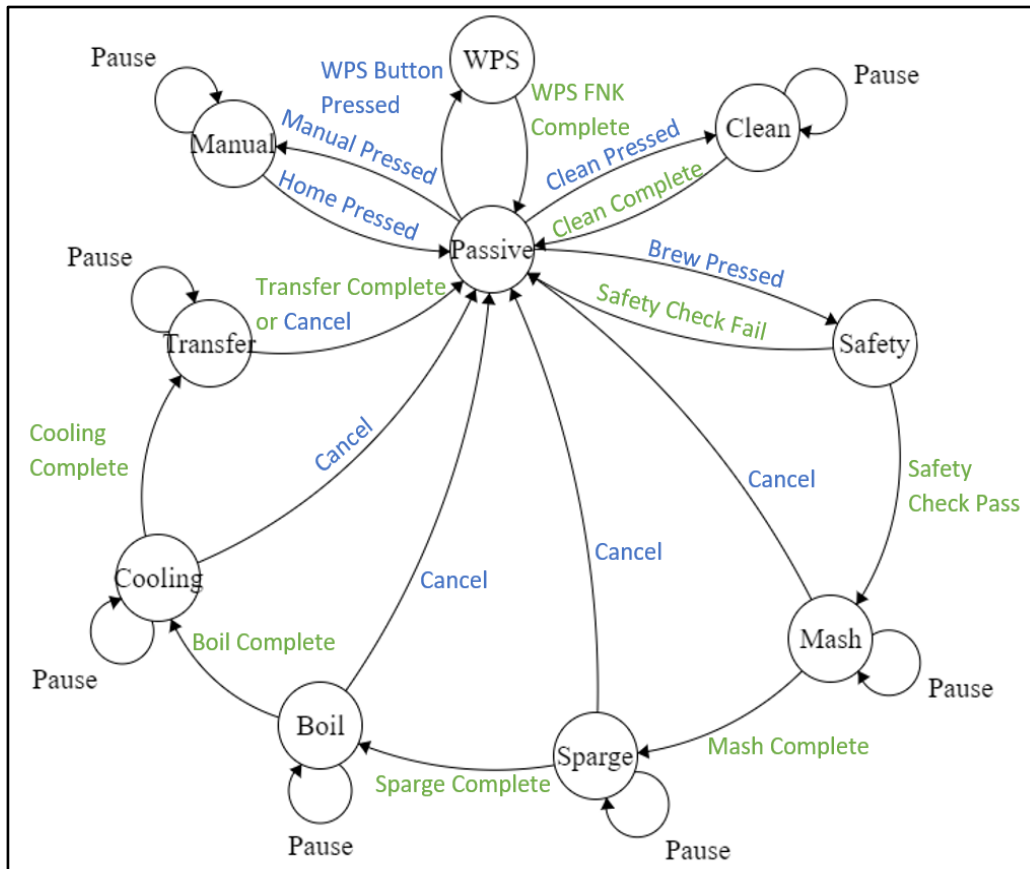 WPS
Pause
WPS Button
Pressed
WPS FNK
Complete
Pause
Manual
Manual Pressed
Clean Pressed
Clean
Home Pressed
Clean Complete
Passive
Brew Pressed
Pause
Transfer Complete
or Cancel
Safety Check Fail
Transfer
Safety
Cooling
Complete
Cancel
Cancel
Safety
Check Pass
Cooling
Cancel
Cancel
Boil Complete
Mash
Pause
Pause
Boil
Sparge
Mash Complete
Sparge Complete
Pause
Pause